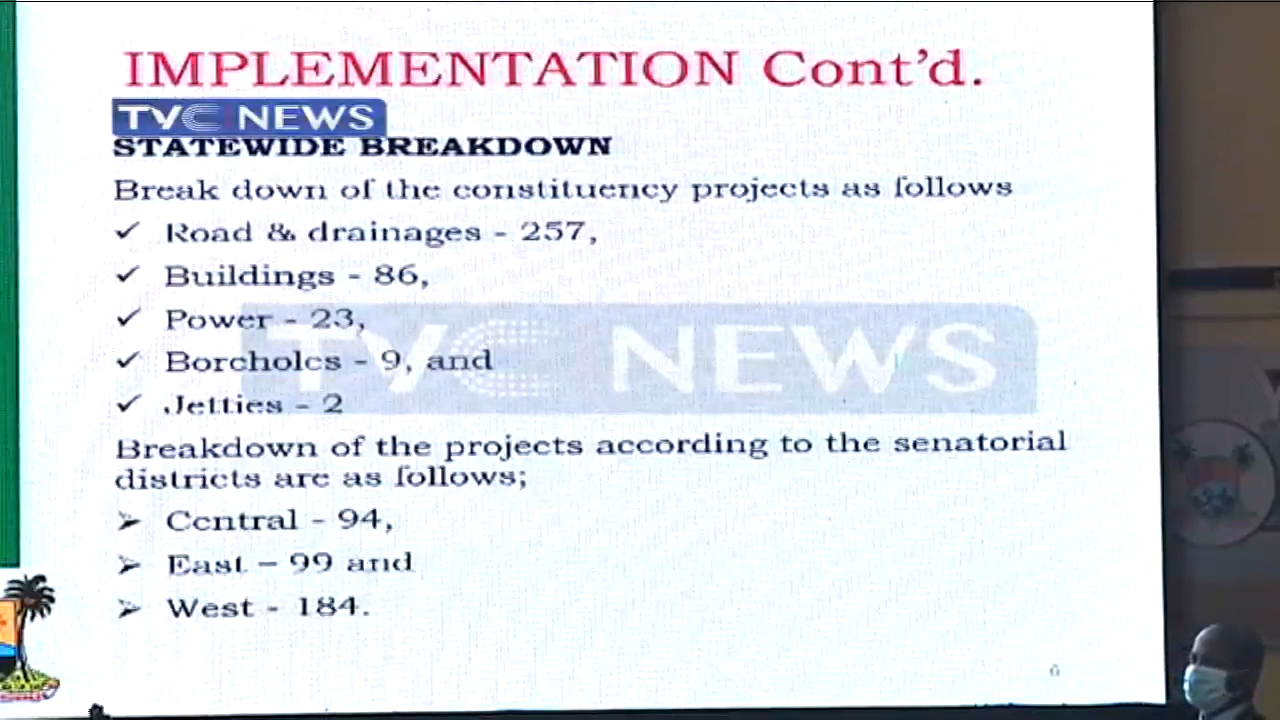 IMPLEMENTATION Cont'd.
TVC NEWS
STATEWIDE BREAKDOWN
Break down of the constituency projects as follows
✓ Road & drainages - 257,
✓ Buildings - 86,
✓ Power - 23,
✓ Boreholes - 9, and
✓ Jetties - 2
TVC NEWS
Breakdown of the projects according to the senatorial
districts are as follows;
➢ Central - 94,
➢ East – 99 and
➢ West - 184.
6